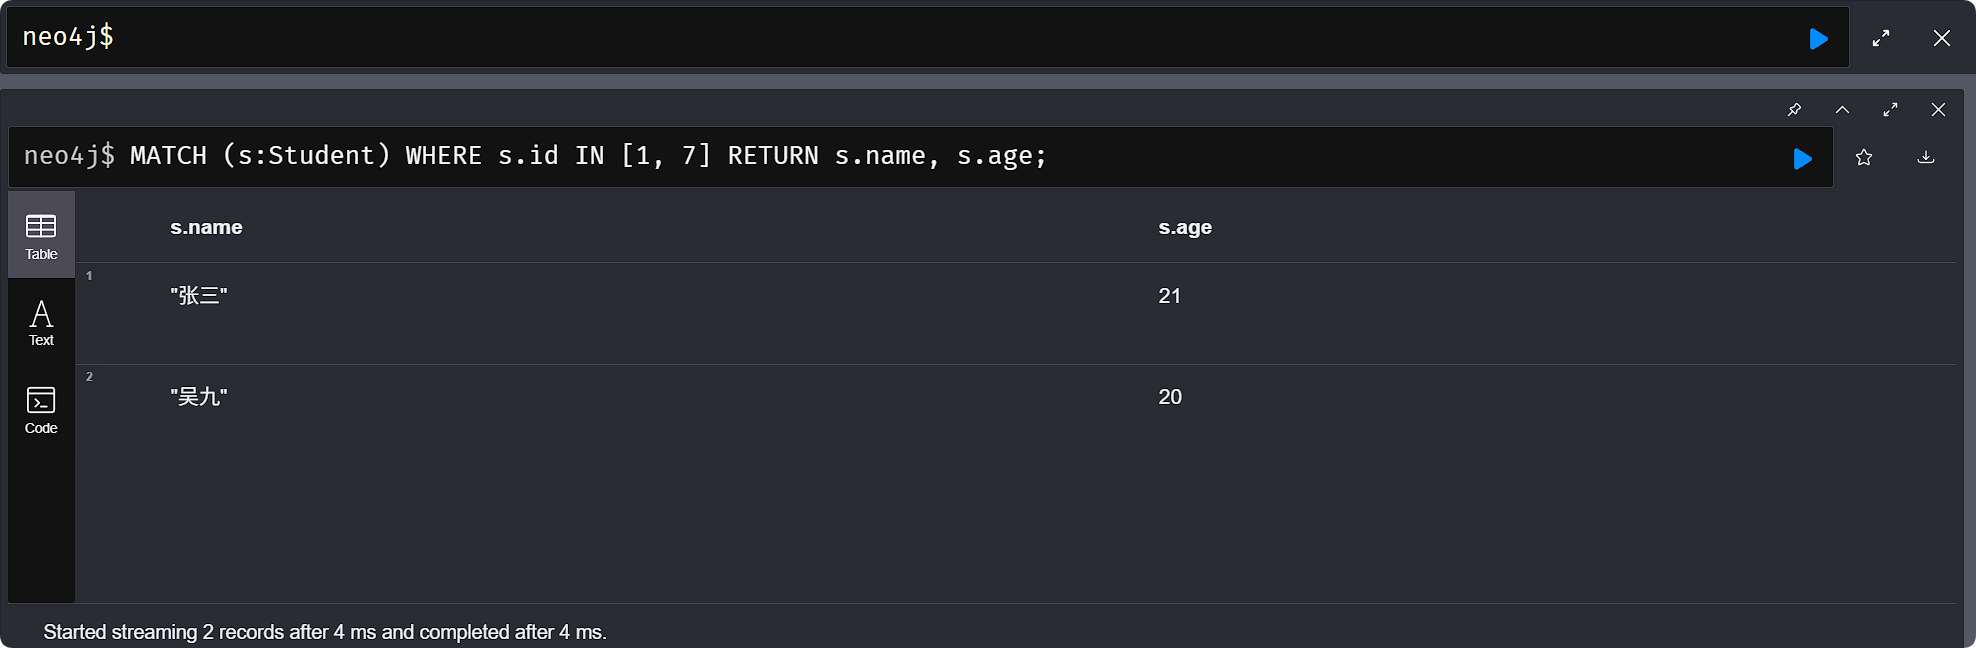 neo4j$
neo4j$ MATCH (s:Student) WHERE s.id IN [1, 7] RETURN s.name, s.age;
Table
s.name s.age
1
"张三" 21
Text
2
"吴九" 20
Code
Started streaming 2 records after 4 ms and completed after 4 ms.